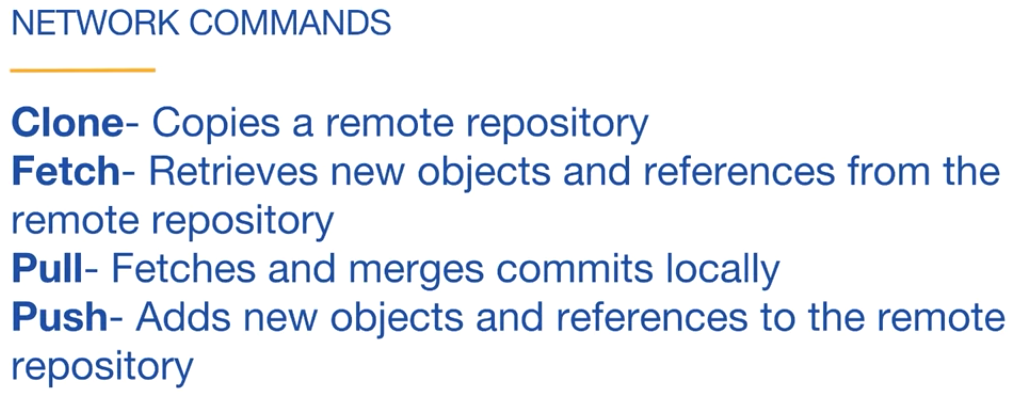 NETWORK COMMANDS
Clone- Copies a remote repository
Fetch- Retrieves new objects and references from the
remote repository
Pull- Fetches and merges commits locally
Push- Adds new objects and references to the remote
repository